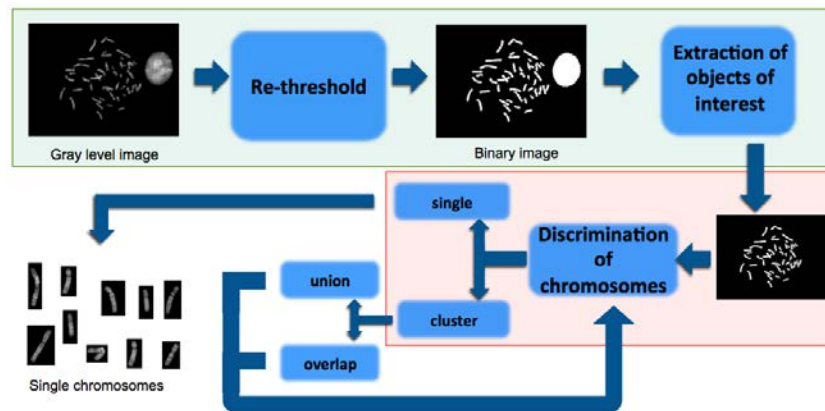 Gray level image
Re-threshold
Binary image
Extraction of
objects of
interest
single
Discrimination
of
chromosomes
union
cluster
overlap
Single chromosomes